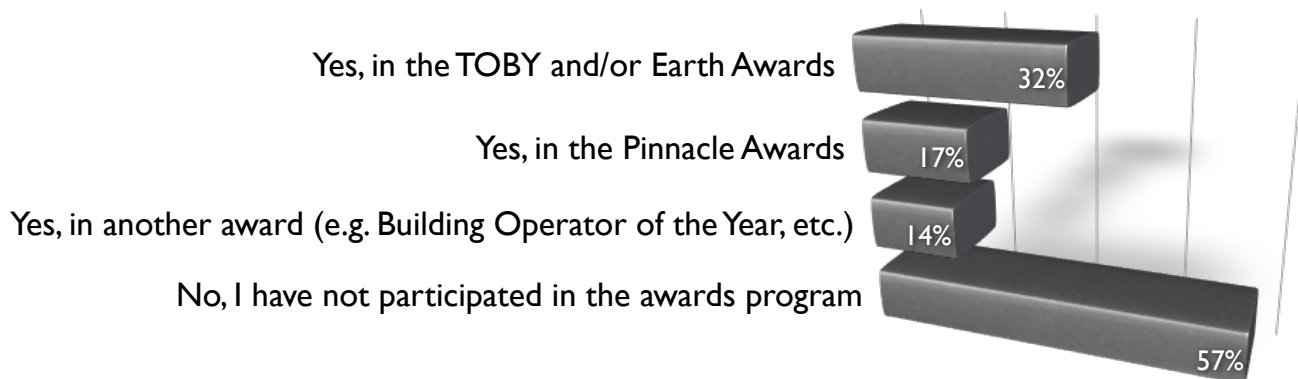 Yes, in the TOBY and/or Earth Awards
32%
Yes, in the Pinnacle Awards
17%
Yes, in another award (e.g. Building Operator of the Year, etc.)
14%
No, I have not participated in the awards program
57%